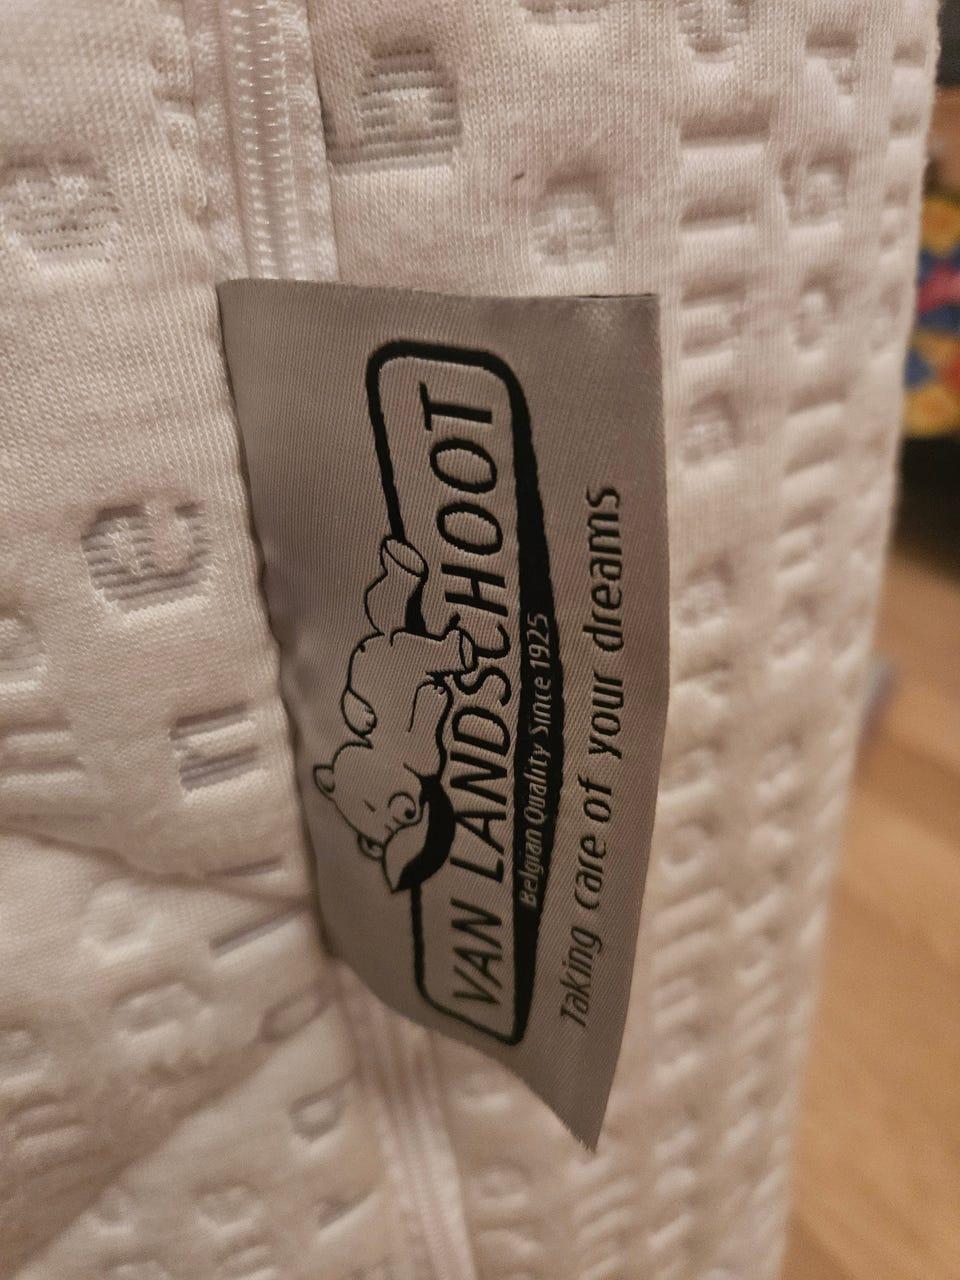 VAN LANDSCHOOT
Belgian Quality Since 1925
Taking care of your dreams